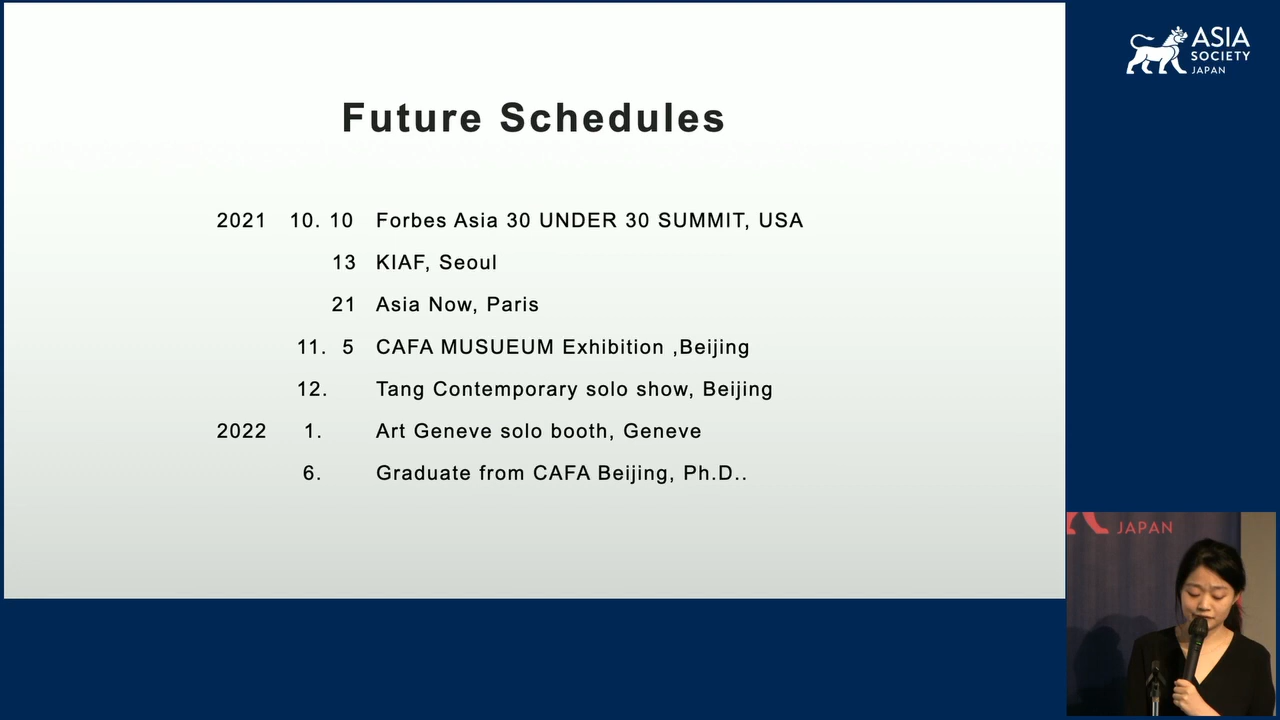 Future Schedules
2021 10. 10 Forbes Asia 30 UNDER 30 SUMMIT, USA
13 KIAF, Seoul
21 Asia Now, Paris
11. 5 CAFA MUSUEUM Exhibition ,Beijing
12. Tang Contemporary solo show, Beijing
2022 1. Art Geneve solo booth, Geneve
6. Graduate from CAFA Beijing, Ph.D..
ASIA
SOCIETY
JAPAN
JAPAN